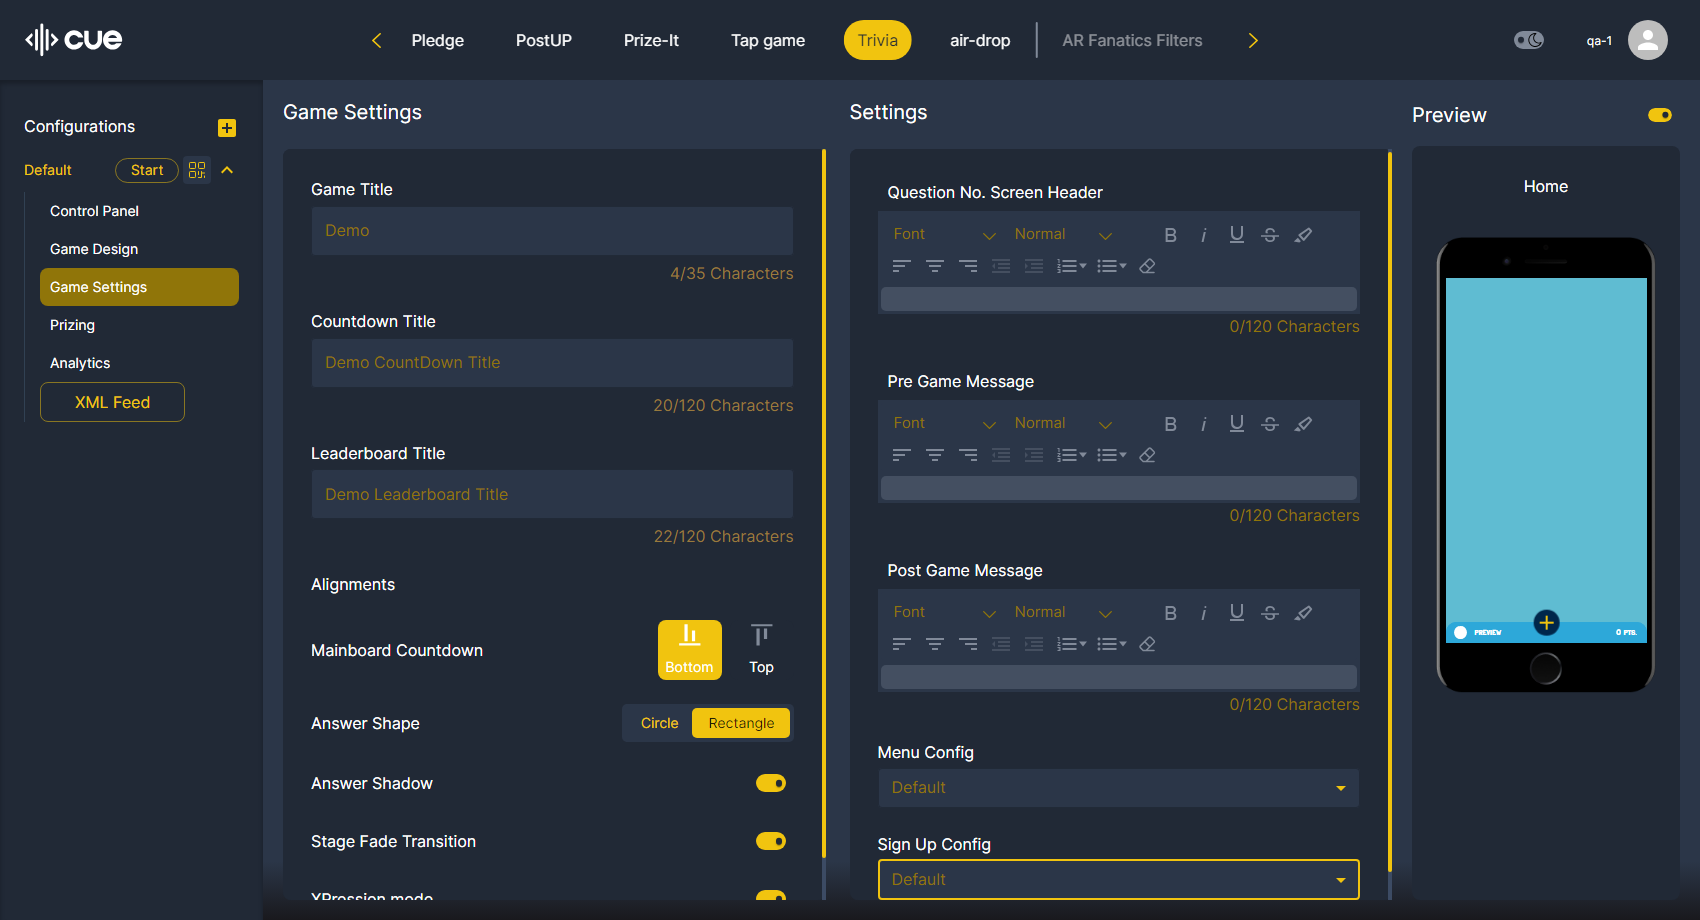 cue
Pledge
PostUP
Prize-It
Tap game
Trivia
air-drop
AR Fanatics Filters
qa-1
Configurations
Default
Start
Control Panel
Game Design
Game Settings
Prizing
Analytics
XML Feed
Game Settings
Game Title
Demo
4/35 Characters
Countdown Title
Demo CountDown Title
20/120 Characters
Leaderboard Title
Demo Leaderboard Title
22/120 Characters
Alignments
Mainboard Countdown
Bottom
Top
Answer Shape
Circle
Rectangle
Answer Shadow
Stage Fade Transition
XPression mode
Settings
Question No. Screen Header
Font
Normal
B i U S
0/120 Characters
Pre Game Message
Font
Normal
B i U S
0/120 Characters
Post Game Message
Font
Normal
B i U S
0/120 Characters
Menu Config
Default
Sign Up Config
Default
Preview
Home
PREVIEW
0 PTS.